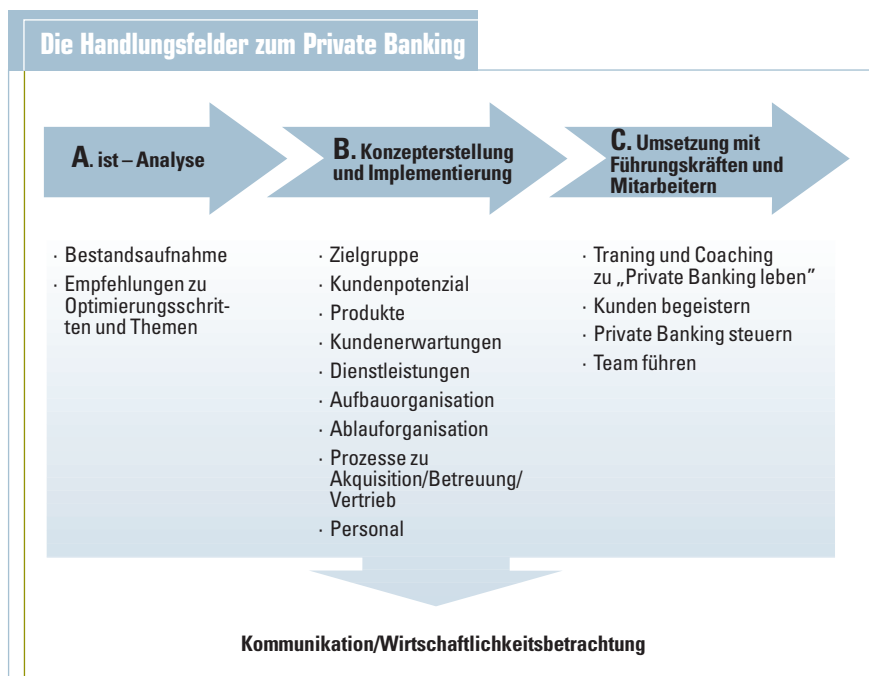 Die Handlungsfelder zum Private Banking
A. ist – Analyse
B. Konzepterstellung
und Implementierung
C. Umsetzung mit
Führungskräften und
Mitarbeitern
· Bestandsaufnahme
· Empfehlungen zu
Optimierungsschrit-
ten und Themen
· Zielgruppe
· Kundenpotenzial
· Produkte
· Kundenerwartungen
· Dienstleistungen
· Aufbauorganisation
· Ablauforganisation
· Prozesse zu
Akquisition/Betreuung/
Vertrieb
· Personal
· Traning und Coaching
zu „Private Banking leben”
· Kunden begeistern
· Private Banking steuern
· Team führen
Kommunikation/Wirtschaftlichkeitsbetrachtung